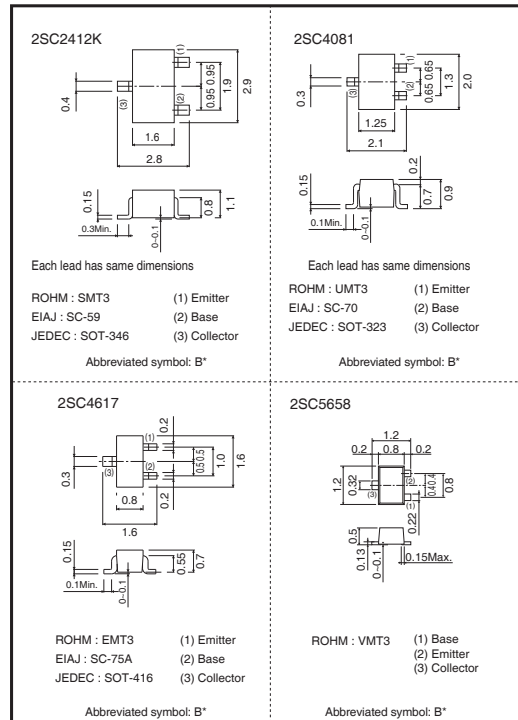 2SC2412K
(1)
(2)
(3)
0.4
0.95 0.95
1.9
2.9
1.6
2.8
0.15
0.3Min.
0~0.1
0.8
1.1
Each lead has same dimensions
ROHM : SMT3 (1) Emitter
EIAJ : SC-59 (2) Base
JEDEC : SOT-346 (3) Collector
Abbreviated symbol: B*
2SC4081
(1)
(2)
(3)
0.3
0.65 0.65
1.3
2.0
1.25
2.1
0.15
0.1Min.
0~0.1
0.2
0.7
0.9
Each lead has same dimensions
ROHM : UMT3 (1) Emitter
EIAJ : SC-70 (2) Base
JEDEC : SOT-323 (3) Collector
Abbreviated symbol: B*
2SC4617
(1)
(2)
(3)
0.3
0.2
0.5 0.5
0.2
1.0
1.6
0.8
1.6
0.15
0.1Min.
0~0.1
0.55
0.7
ROHM : EMT3 (1) Emitter
EIAJ : SC-75A (2) Base
JEDEC : SOT-416 (3) Collector
Abbreviated symbol: B*
2SC5658
1.2
0.2 0.8 0.2
1.2
0.32
(3)
(2)
(1)
0.4 0.4
0.8
0.22
0.5
0.13
0~0.1
0.15Max.
ROHM : VMT3 (1) Base
(2) Emitter
(3) Collector
Abbreviated symbol: B*